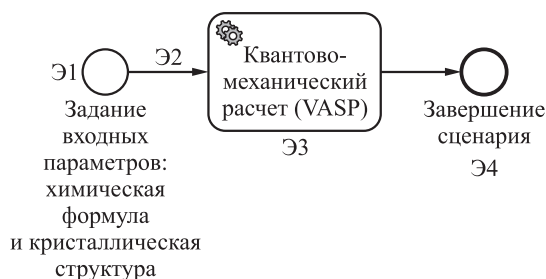 Э1
Э2
Задание
входных
параметров:
химическая
формула
и кристаллическая
структура
Квантово-
механический
расчет (VASP)
Э3
Завершение
сценария
Э4